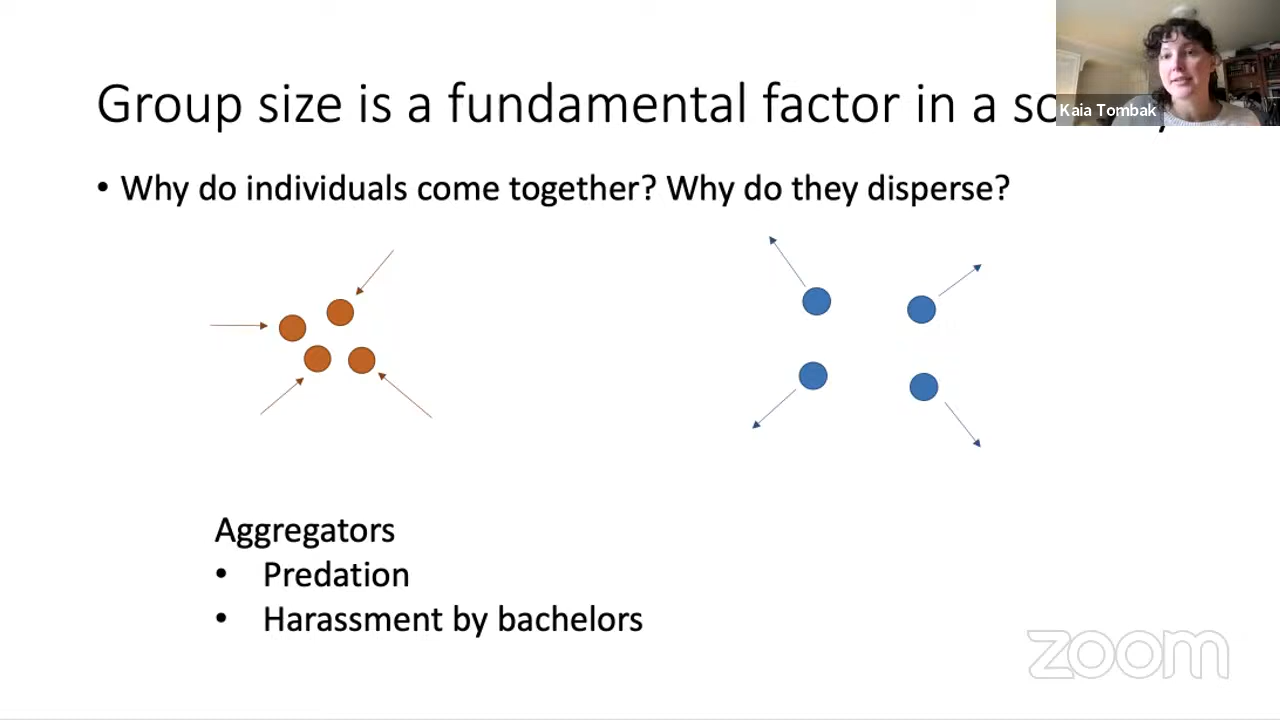 Group size is a fundamental factor in a
Kaia Tombak
• Why do individuals come together? Why do they disperse?
Aggregators
• Predation
• Harassment by bachelors
zoom